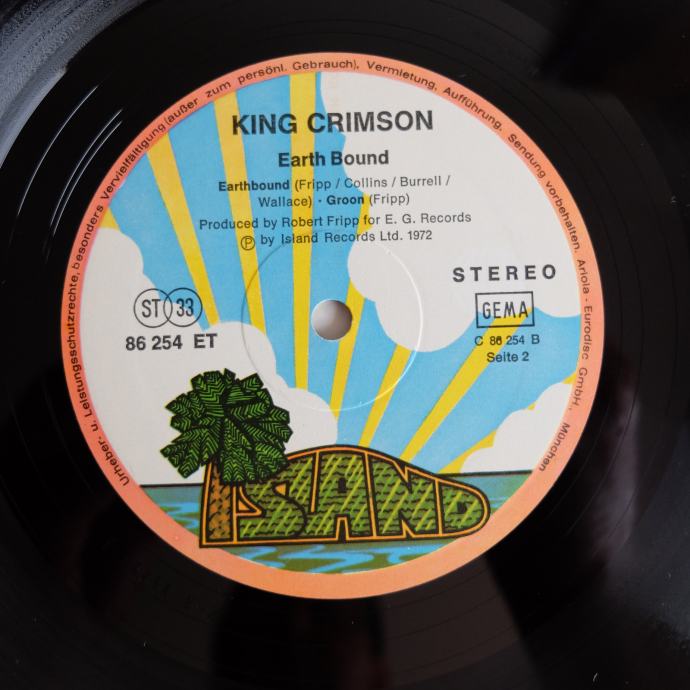 Urheber- u. Leistungsschutzrechte, besonders Vervielfältigung (außer zum persönl. Gebrauch), Vermietung, Aufführung, Sendung vorbehalten. Ariola - Eurodisc GmbH, München
KING CRIMSON
Earth Bound
Earthbound (Fripp / Collins / Burrell /
Wallace) · Groon (Fripp)
Produced by Robert Fripp for E. G. Records
Ⓟ by Island Records Ltd. 1972
STEREO
ST 33
GEMA
86 254 ET
C 86 254 B
Seite 2
ISLAND